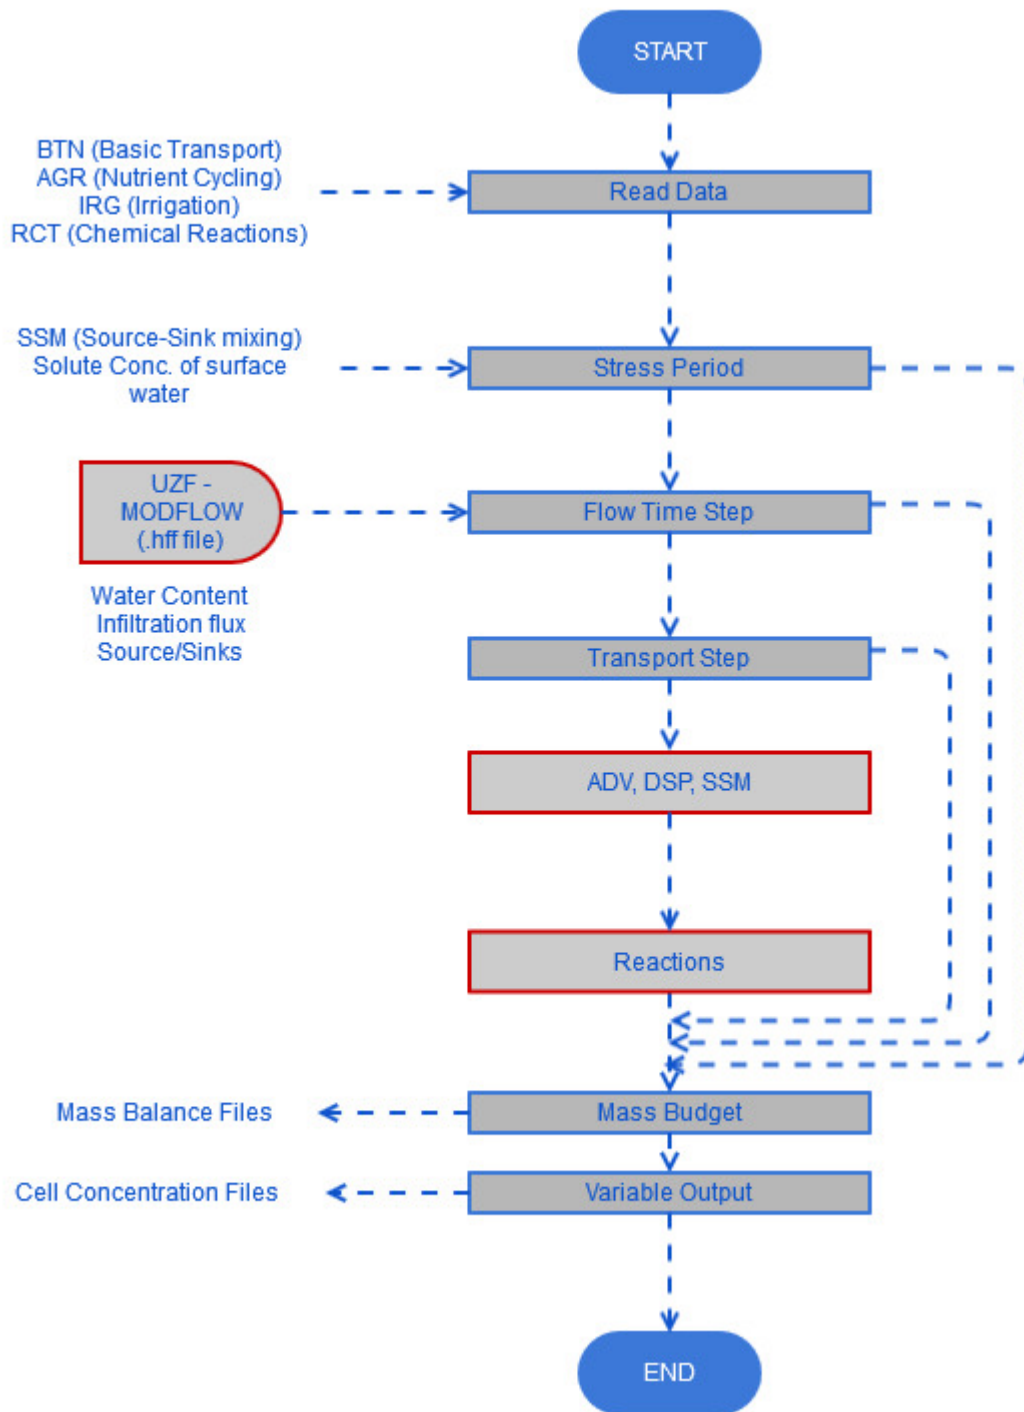 START
BTN (Basic Transport)
AGR (Nutrient Cycling)
IRG (Irrigation)
RCT (Chemical Reactions)
Read Data
SSM (Source-Sink mixing)
Solute Conc. of surface
water
Stress Period
UZF -
MODFLOW
(.hff file)
Flow Time Step
Water Content
Infiltration flux
Source/Sinks
Transport Step
ADV, DSP, SSM
Reactions
Mass Balance Files
Mass Budget
Cell Concentration Files
Variable Output
END